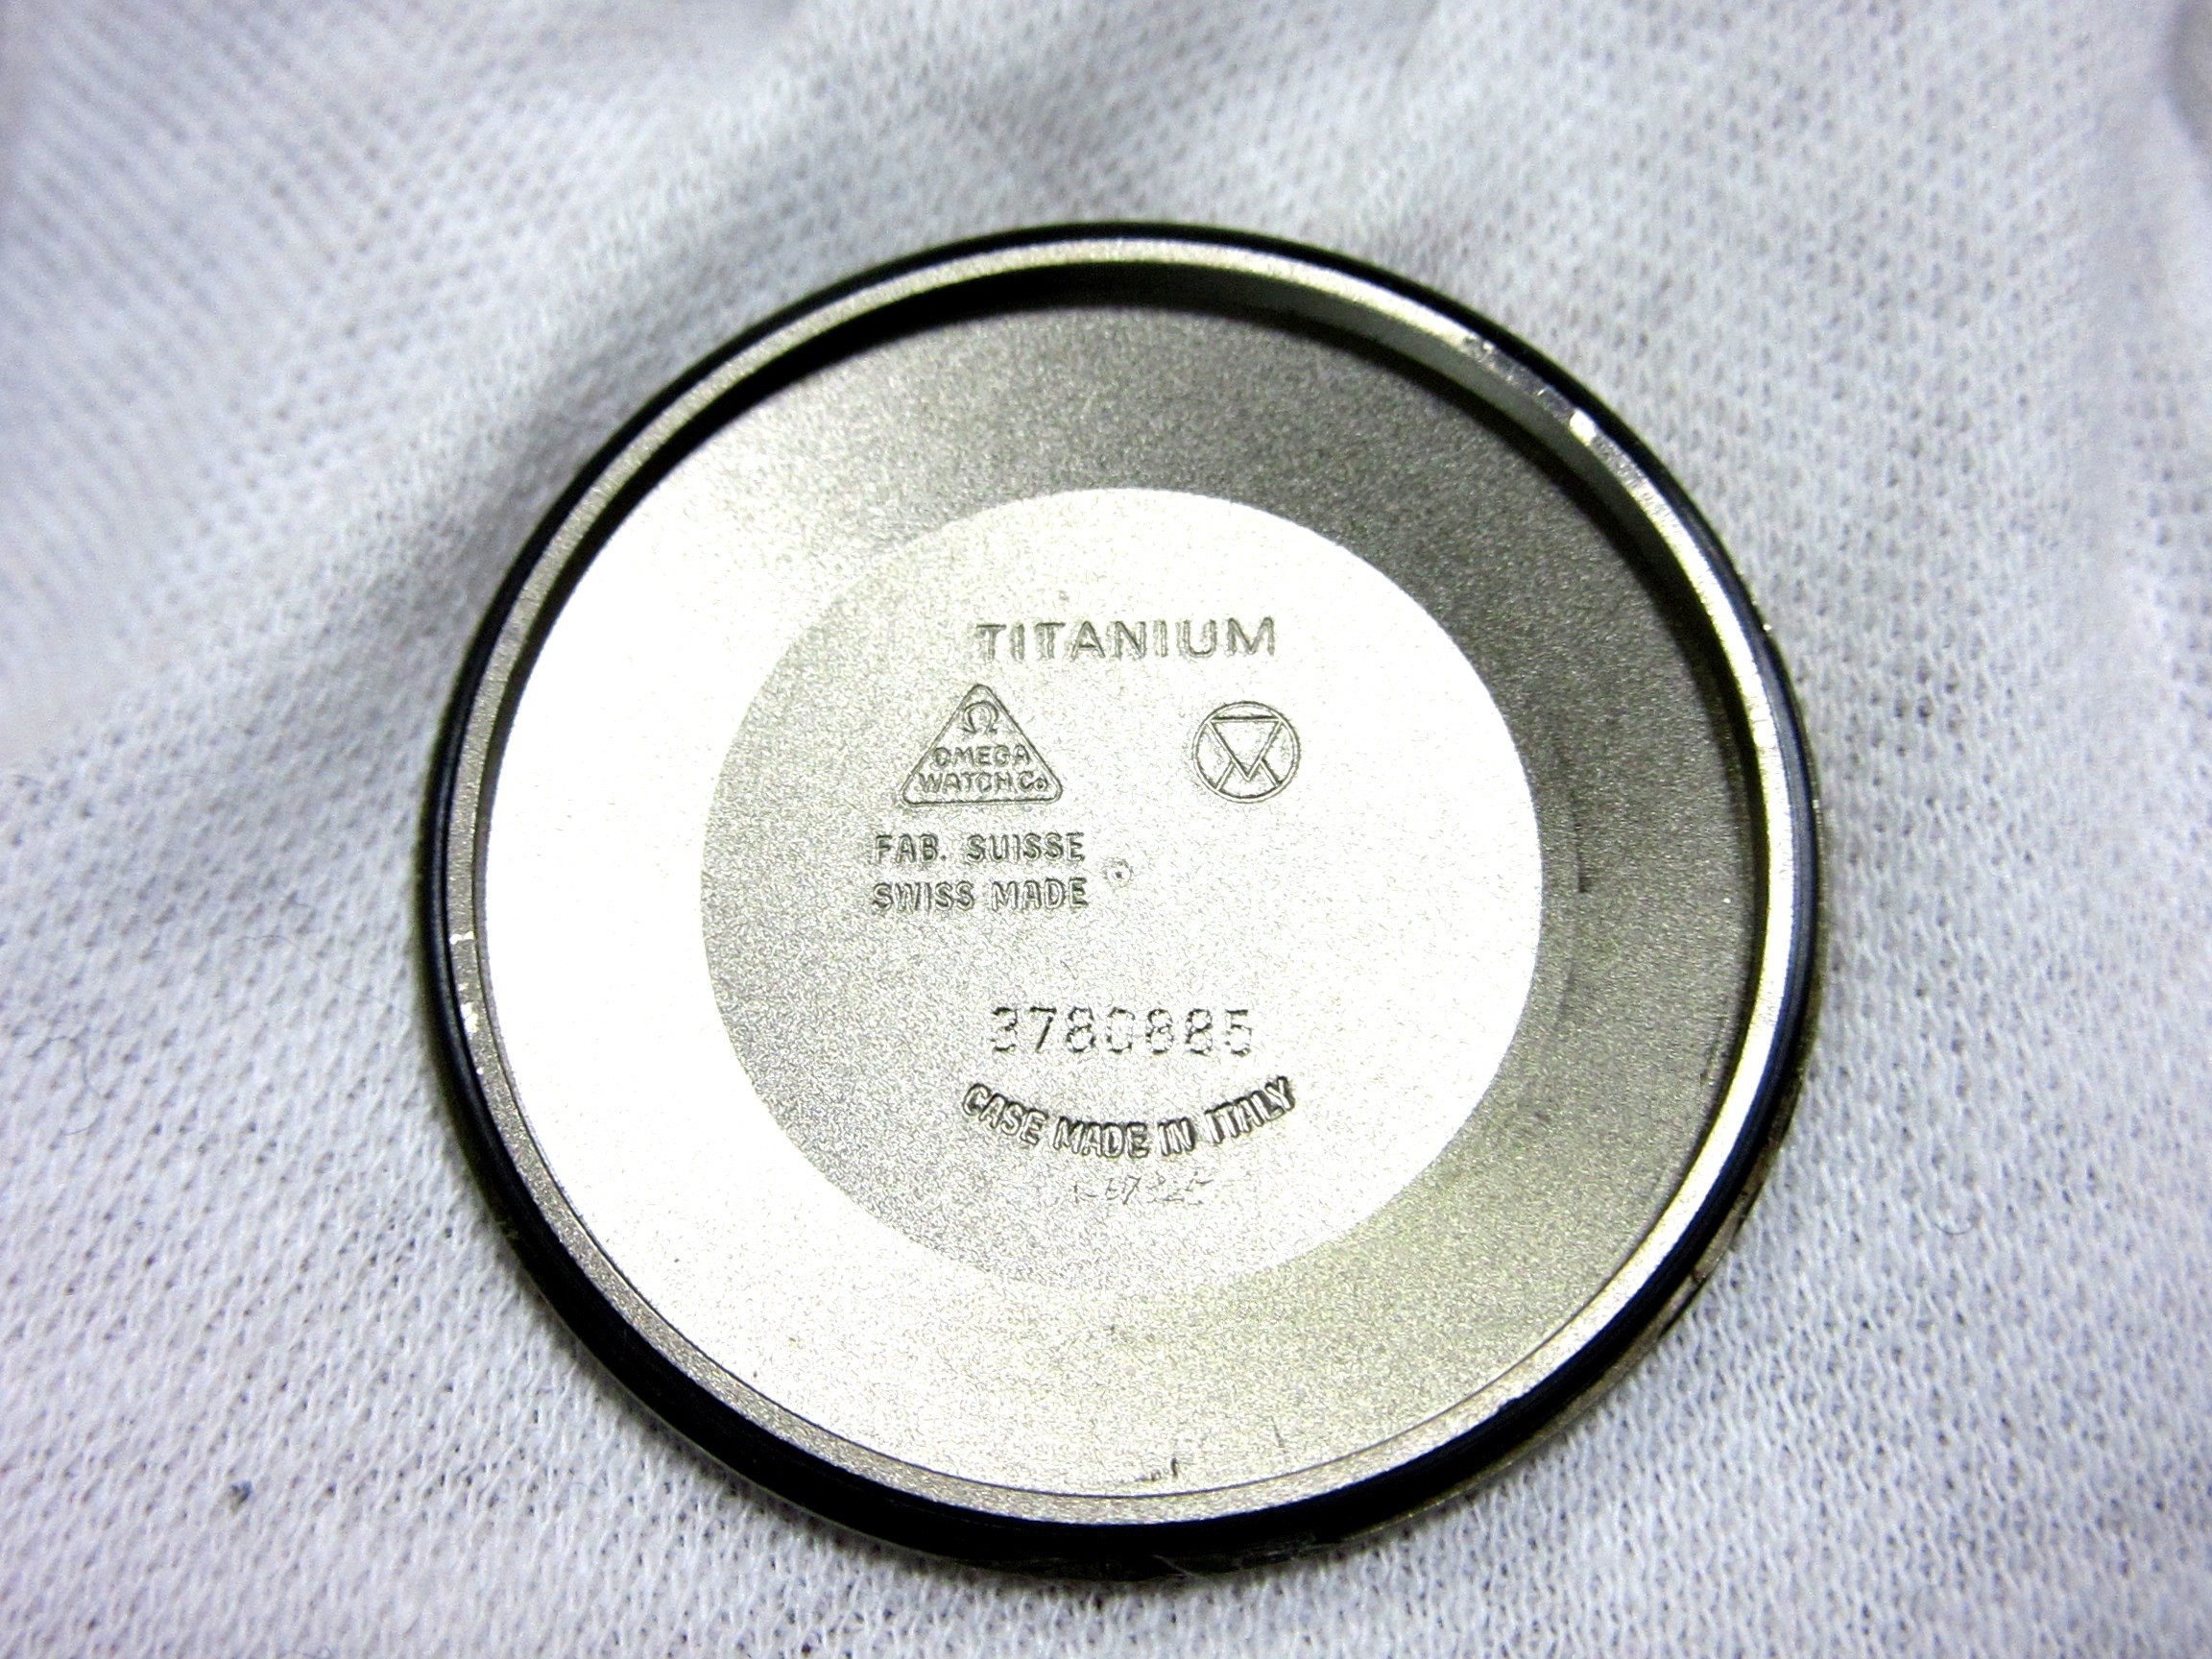 TITANIUM
Ω
OMEGA
WATCH Co
FAB. SUISSE
SWISS MADE
3780885
CASE MADE IN ITALY